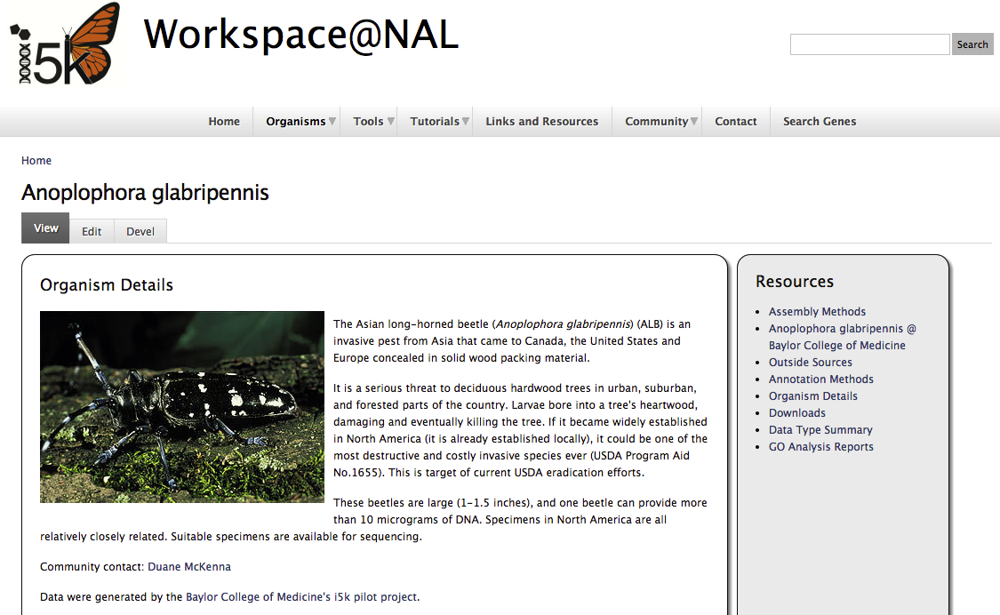 i5k
Workspace@NAL
Search
Home
Organisms
Tools
Tutorials
Links and Resources
Community
Contact
Search Genes
Home
Anoplophora glabripennis
View
Edit
Devel
Organism Details
The Asian long-horned beetle (Anoplophora glabripennis) (ALB) is an
invasive pest from Asia that came to Canada, the United States and
Europe concealed in solid wood packing material.
It is a serious threat to deciduous hardwood trees in urban, suburban,
and forested parts of the country. Larvae bore into a tree's heartwood,
damaging and eventually killing the tree. If it became widely established
in North America (it is already established locally), it could be one of the
most destructive and costly invasive species ever (USDA Program Aid
No.1655). This is target of current USDA eradication efforts.
These beetles are large (1-1.5 inches), and one beetle can provide more
than 10 micrograms of DNA. Specimens in North America are all
relatively closely related. Suitable specimens are available for sequencing.
Community contact: Duane McKenna
Data were generated by the Baylor College of Medicine's i5k pilot project.
Resources
Assembly Methods
Anoplophora glabripennis @
Baylor College of Medicine
Outside Sources
Annotation Methods
Organism Details
Downloads
Data Type Summary
GO Analysis Reports